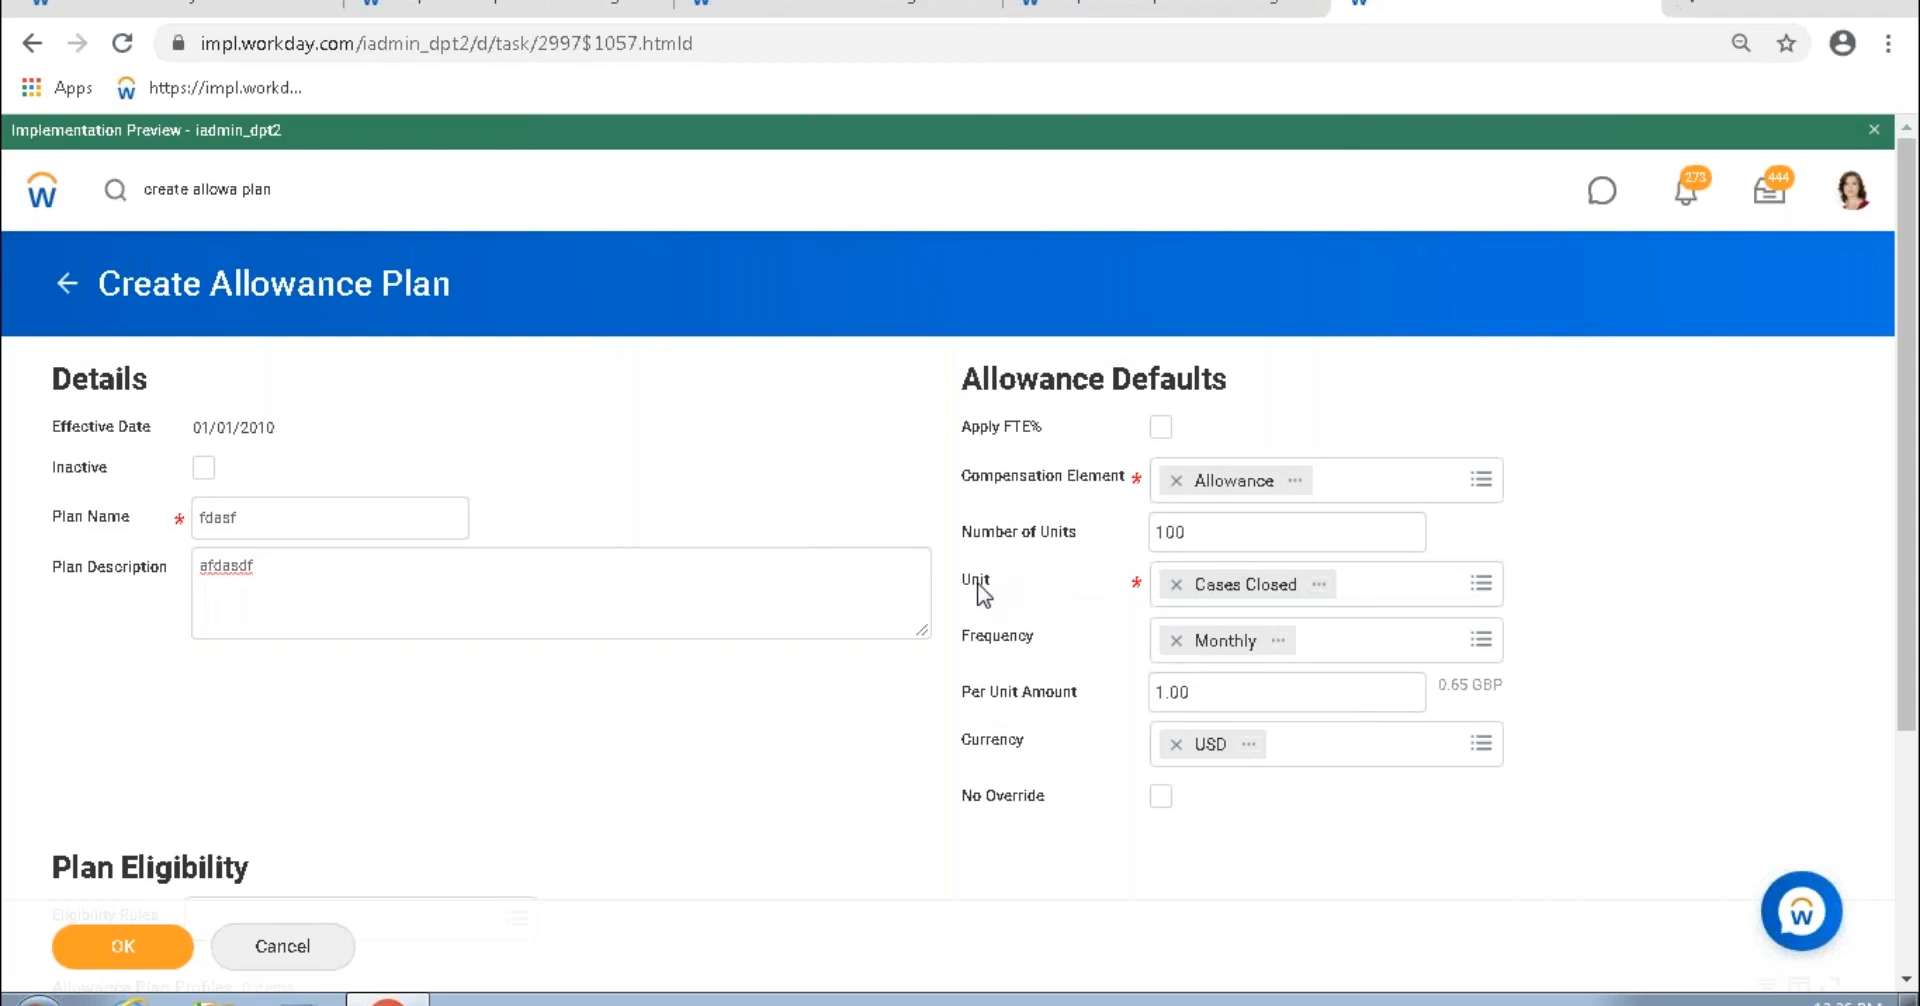 impl.workday.com/iadmin_dpt2/d/task/2997$1057.htmld
Apps
https://impl.workd...
Implementation Preview - iadmin_dpt2
create allowa plan
273
444
Create Allowance Plan
Details
Effective Date 01/01/2010
Inactive
Plan Name * fdasf
Plan Description afdasdf
Allowance Defaults
Apply FTE%
Compensation Element * × Allowance ...
Number of Units 100
Unit * × Cases Closed ...
Frequency × Monthly ...
Per Unit Amount 1.00 0.65 GBP
Currency × USD ...
No Override
Plan Eligibility
Eligibility Rules
OK
Cancel
Allowance Plan Profiles 0 items